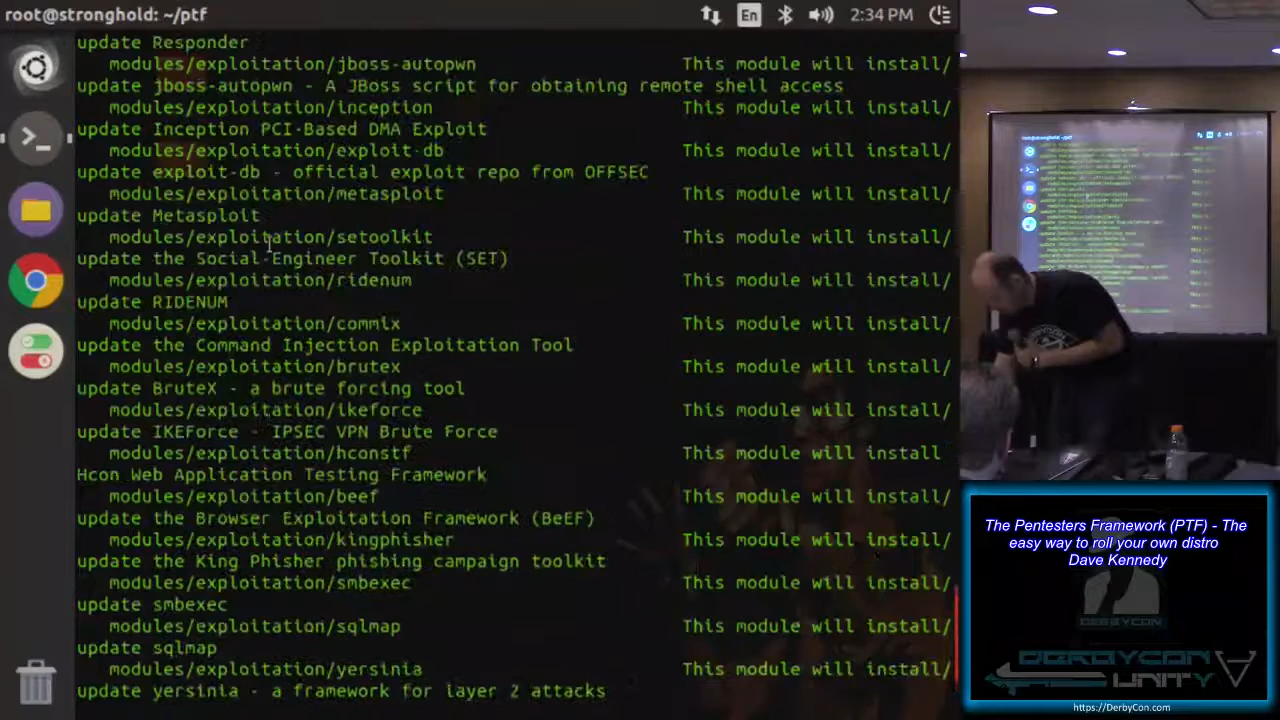 root@stronghold: ~/ptf
En
2:34 PM
update Responder
modules/exploitation/jboss-autopwn This module will install/
update jboss-autopwn - A JBoss script for obtaining remote shell access
modules/exploitation/inception This module will install/
update Inception PCI-Based DMA Exploit
modules/exploitation/exploit-db This module will install/
update exploit-db - official exploit repo from OFFSEC
modules/exploitation/metasploit This module will install/
update Metasploit
modules/exploitation/setoolkit This module will install/
update the Social-Engineer Toolkit (SET)
modules/exploitation/ridenum This module will install/
update RIDENUM
modules/exploitation/commix This module will install/
update the Command Injection Exploitation Tool
modules/exploitation/brutex This module will install/
update BruteX - a brute forcing tool
modules/exploitation/ikeforce This module will install/
update IKEForce - IPSEC VPN Brute Force
modules/exploitation/hconstf This module will install
Hcon Web Application Testing Framework
modules/exploitation/beef This module will install/
update the Browser Exploitation Framework (BeEF)
modules/exploitation/kingphisher This module will install/
update the King Phisher phishing campaign toolkit
modules/exploitation/smbexec This module will install/
update smbexec
modules/exploitation/sqlmap This module will install/
update sqlmap
modules/exploitation/yersinia This module will install/
update yersinia - a framework for layer 2 attacks
The Pentesters Framework (PTF) - The
easy way to roll your own distro
Dave Kennedy
DERBYCON
DERBYCON
UNITY
https://DerbyCon.com